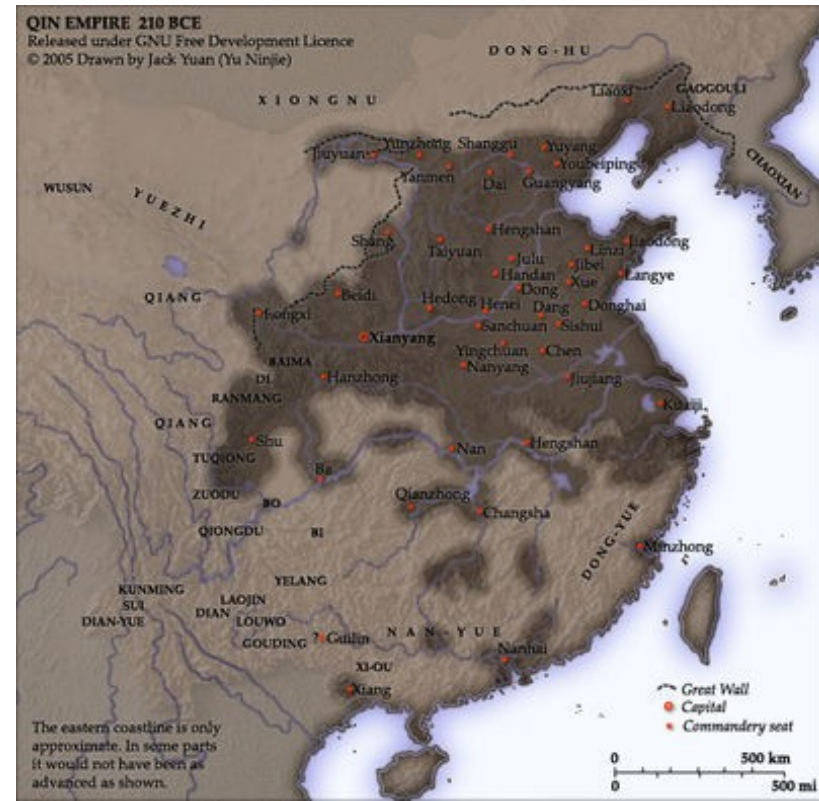 QIN EMPIRE 210 BCE
Released under GNU Free Development Licence
© 2005 Drawn by Jack Yuan (Yu Ninjie)
DONG-HU
XIONGNU
Liaoxi
GAOGOULI
Liaodong
CHAOXIAN
Jiuyuan
Yunzhong
Shanggu
Yuyang
Youbeiping
Yanmen
Dai
Guangyang
WUSUN
YUEZHI
Shang
Taiyuan
Hengshan
Linzi
Jiaodong
Julu
Jibei
Handan
Xue
Langye
QIANG
Beidi
Dong
Hedong
Henei
Dang
Donghai
Longxi
Xianyang
Sanchuan
Sishui
Yingchuan
Chen
BAIMA
Nanyang
DI
Hanzhong
Jiujiang
RANMANG
Kuaiji
QIANG
Shu
Nan
Hengshan
TUQIONG
Ba
ZUODU
BO
Qianzhong
Changsha
QIONGDU
BI
DONG-YUE
Minzhong
YELANG
KUNMING
SUI
LAOJIN
DIAN
DIAN-YUE
LOUWO
GOUDING
? Guilin
NAN-YUE
Nanhai
XI-OU
Xiang
Great Wall
Capital
Commandery seat
The eastern coastline is only
approximate. In some parts
it would not have been as
advanced as shown.
0 500 km
0 500 mi